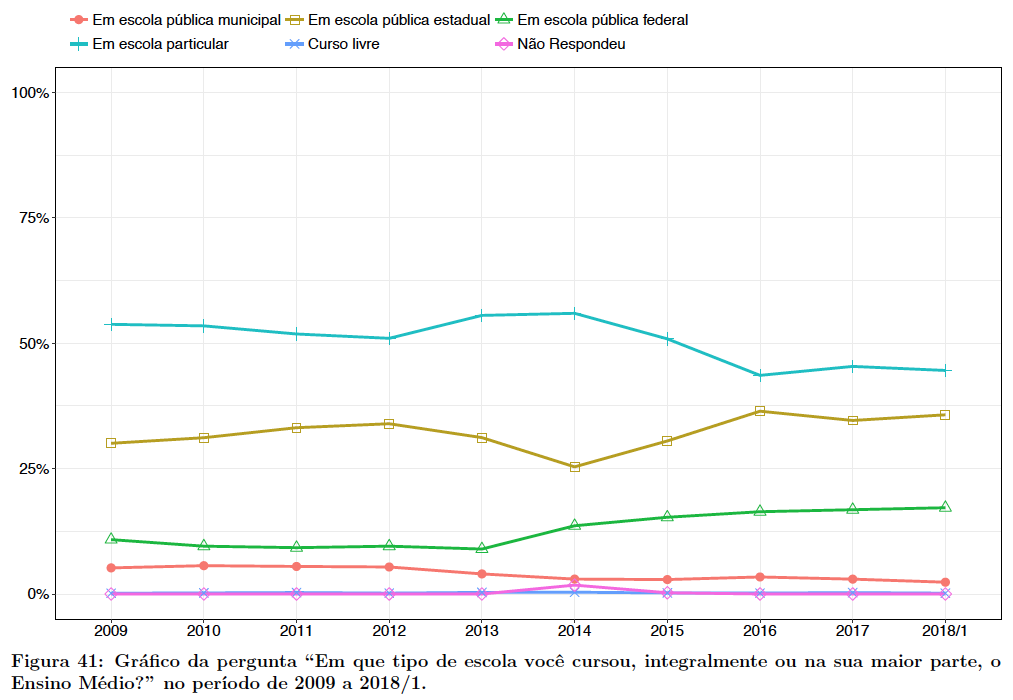 Em escola pública municipal Em escola pública estadual Em escola pública federal
Em escola particular Curso livre Não Respondeu
100%
75%
50%
25%
0%
2009 2010 2011 2012 2013 2014 2015 2016 2017 2018/1
Figura 41: Gráfico da pergunta “Em que tipo de escola você cursou, integralmente ou na sua maior parte, o
Ensino Médio?” no período de 2009 a 2018/1.